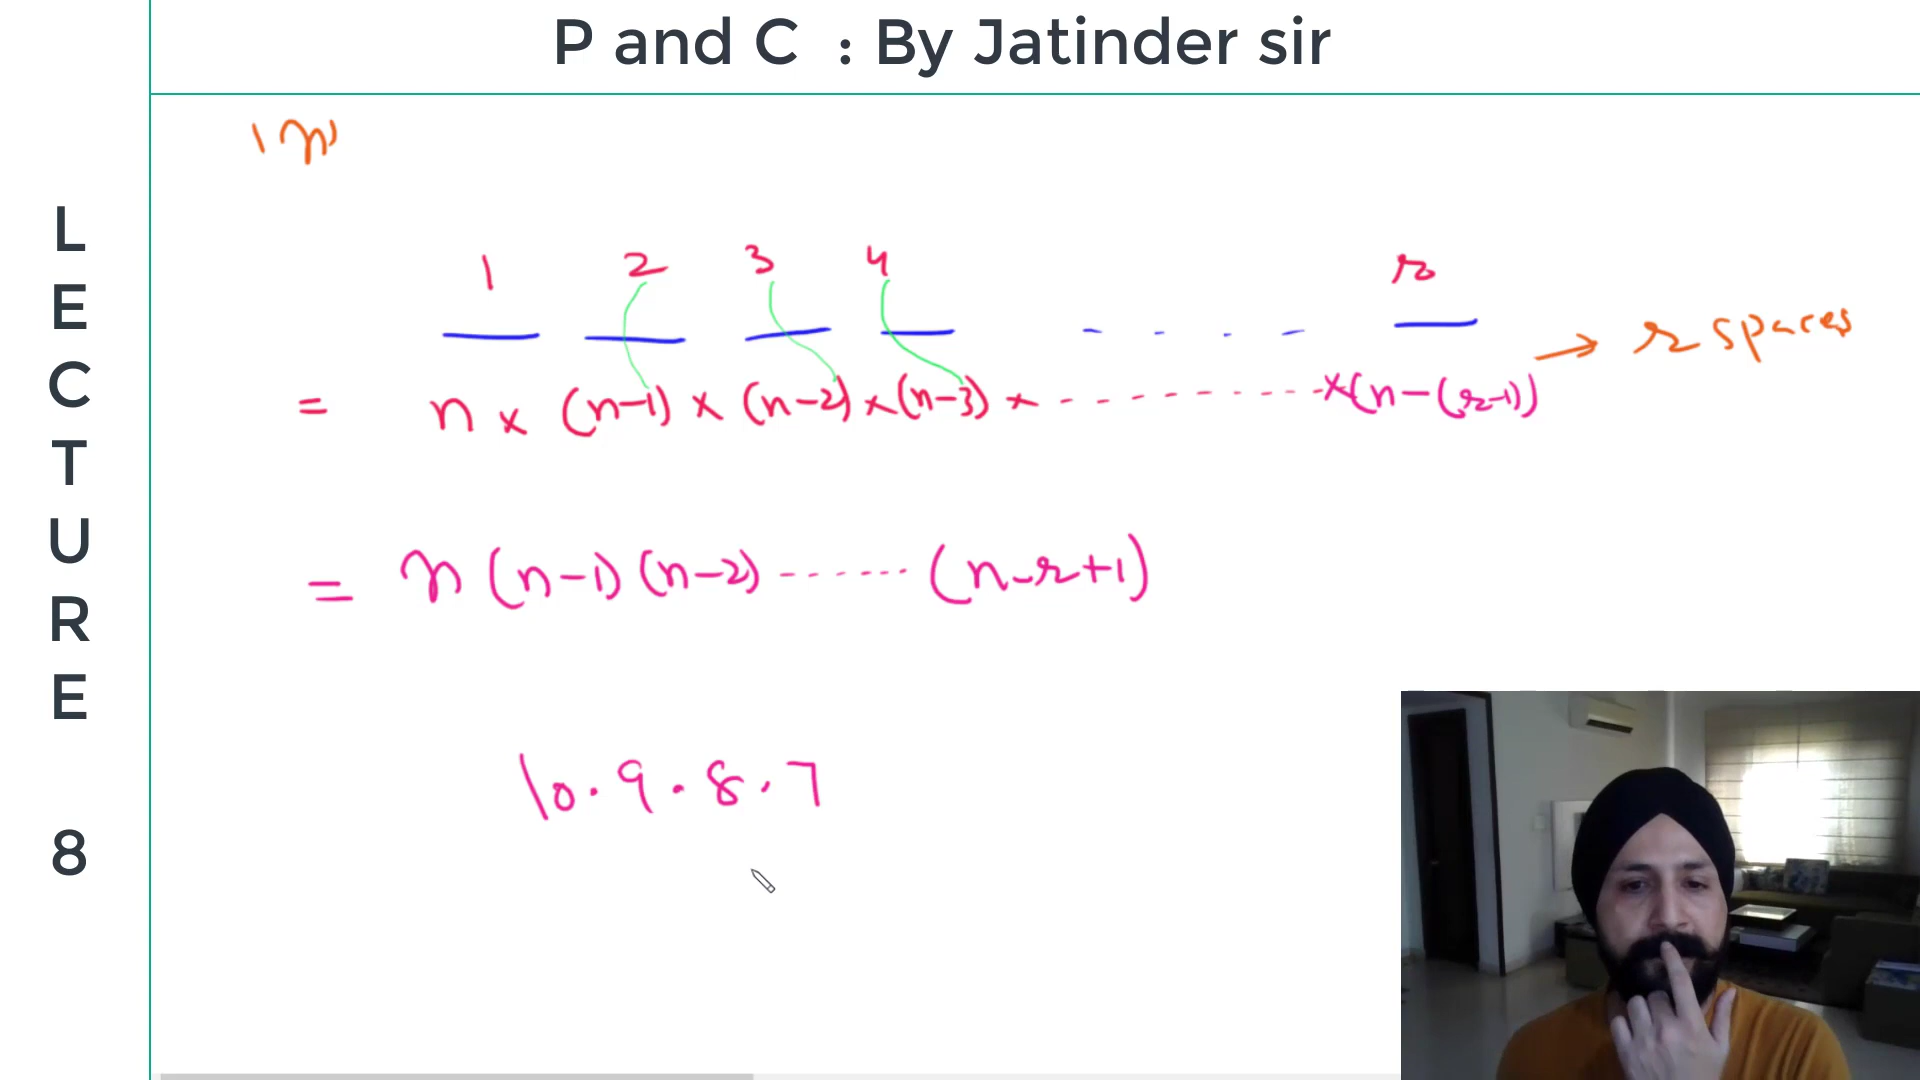 P and C : By Jatinder sir
LECTURE 8
'n'
1 2 3 4 r
= n × (n-1) × (n-2) × (n-3) × ........ × (n-(r-1)) → r spaces
= n (n-1) (n-2) ...... (n-r+1)
10 . 9 . 8 . 7